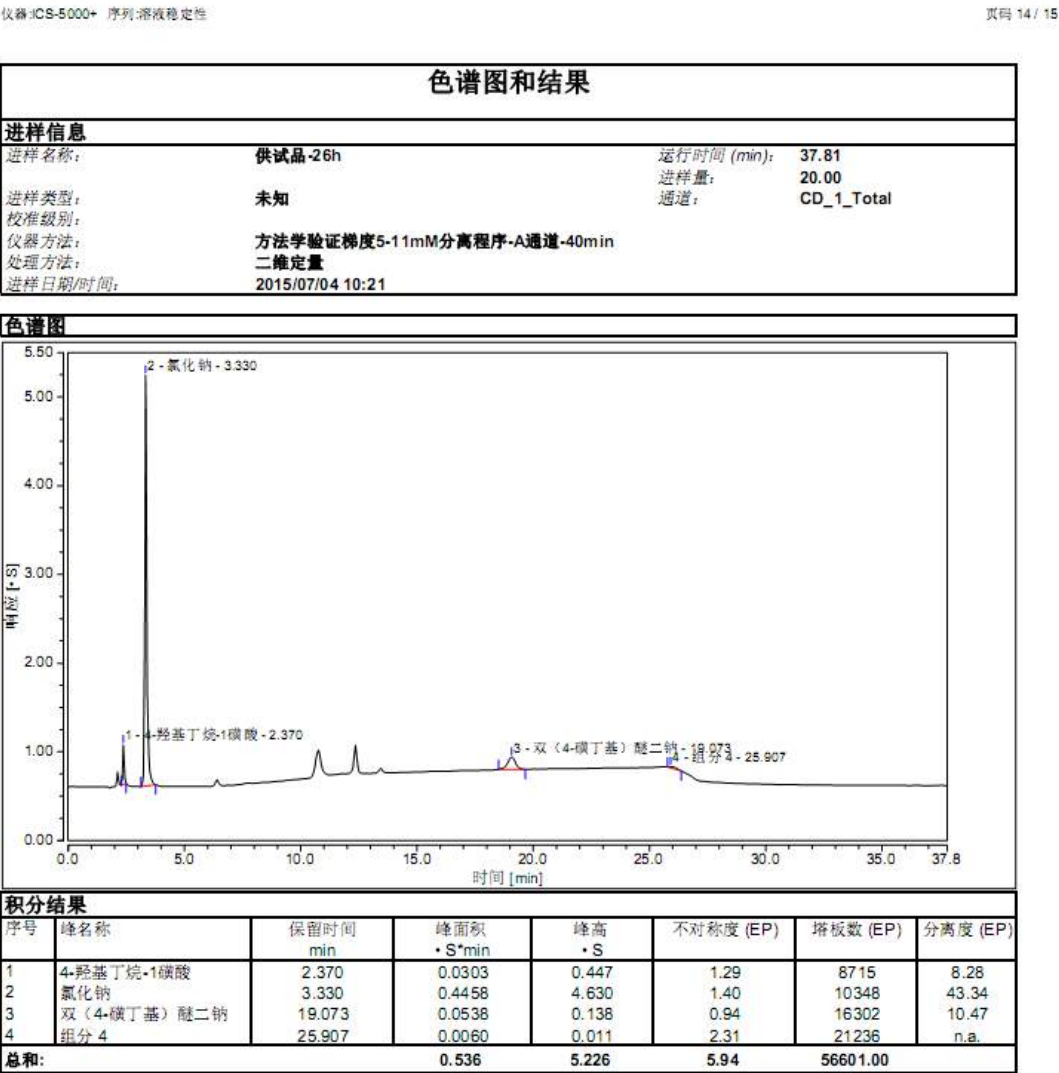 仪器:ICS-5000+ 序列:溶液稳定性 页码 14 / 15
色谱图和结果
进样信息
进样名称: 供试品-26h 运行时间 (min): 37.81
进样量: 20.00
进样类型: 未知 通道: CD_1_Total
校准级别:
仪器方法: 方法学验证梯度5-11mM分离程序-A通道-40min
处理方法: 二维定量
进样日期/时间: 2015/07/04 10:21
色谱图
5.50
2 - 氯化钠 - 3.330
5.00
4.00
3.00
响应 [• S]
2.00
1 - 4-羟基丁烷-1磺酸 - 2.370
3 - 双（4-磺丁基）醚二钠 - 19.073
4 - 组分 4 - 25.907
1.00
0.00
0.0 5.0 10.0 15.0 20.0 25.0 30.0 35.0 37.8
时间 [min]
积分结果
序号 峰名称 保留时间 峰面积 峰高 不对称度 (EP) 塔板数 (EP) 分离度 (EP)
min • S*min • S
1 4-羟基丁烷-1磺酸 2.370 0.0303 0.447 1.29 8715 8.28
2 氯化钠 3.330 0.4458 4.630 1.40 10348 43.34
3 双（4-磺丁基）醚二钠 19.073 0.0538 0.138 0.94 16302 10.47
4 组分 4 25.907 0.0060 0.011 2.31 21236 n.a.
总和: 0.536 5.226 5.94 56601.00